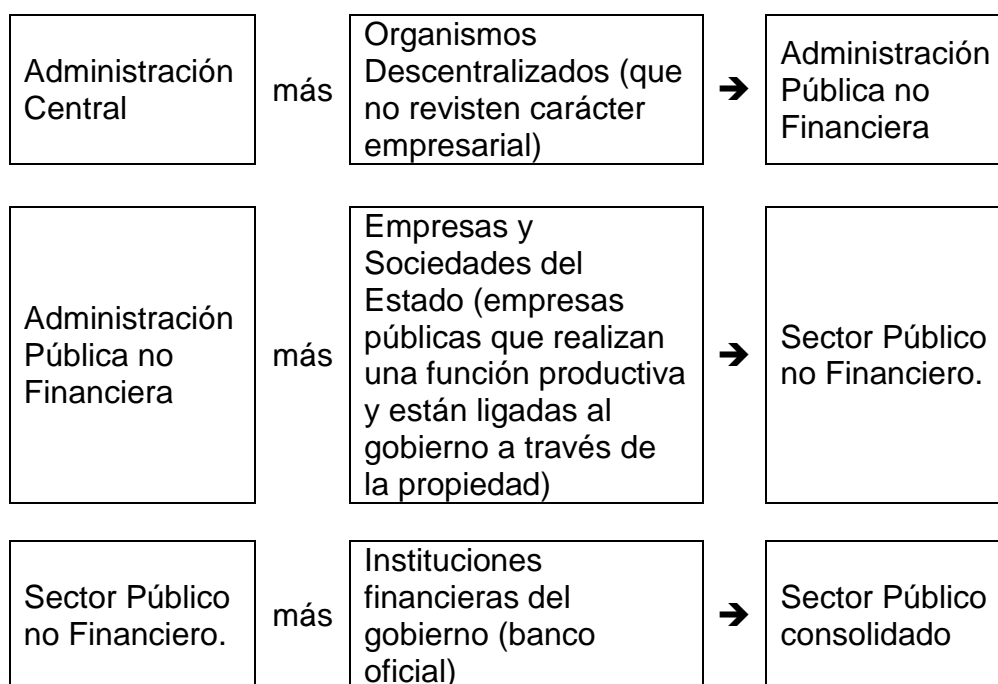 Administración
Central
más
Organismos
Descentralizados (que
no revisten carácter
empresarial)
➔
Administración
Pública no
Financiera
Administración
Pública no
Financiera
más
Empresas y
Sociedades del
Estado (empresas
públicas que realizan
una función productiva
y están ligadas al
gobierno a través de
la propiedad)
➔
Sector Público
no Financiero.
Sector Público
no Financiero.
más
Instituciones
financieras del
gobierno (banco
oficial)
➔
Sector Público
consolidado